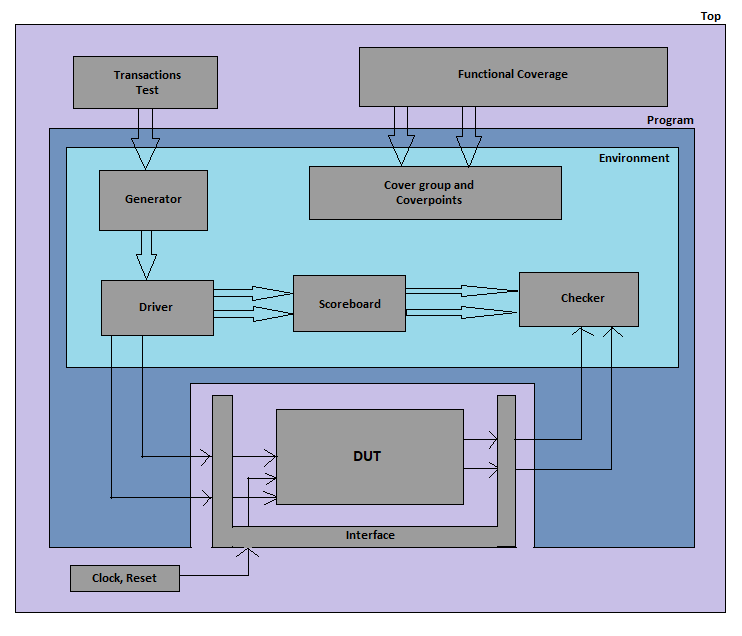 Top
Transactions
Test
Functional Coverage
Program
Environment
Generator
Cover group and
Coverpoints
Driver
Scoreboard
Checker
DUT
Interface
Clock, Reset